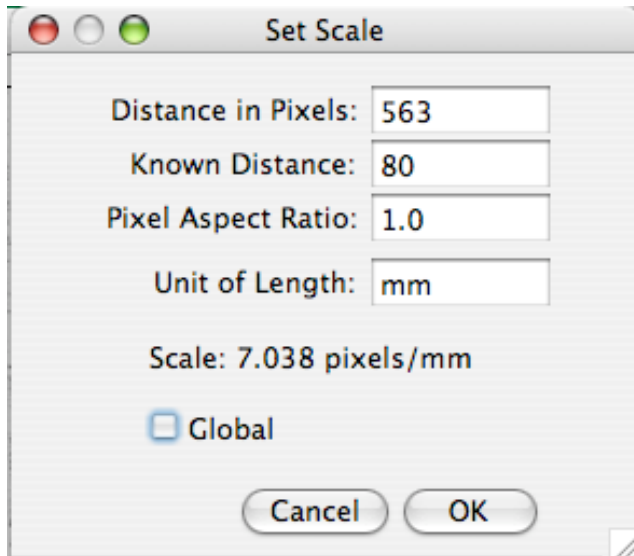 Set Scale
Distance in Pixels: 563
Known Distance: 80
Pixel Aspect Ratio: 1.0
Unit of Length: mm
Scale: 7.038 pixels/mm
Global
Cancel OK